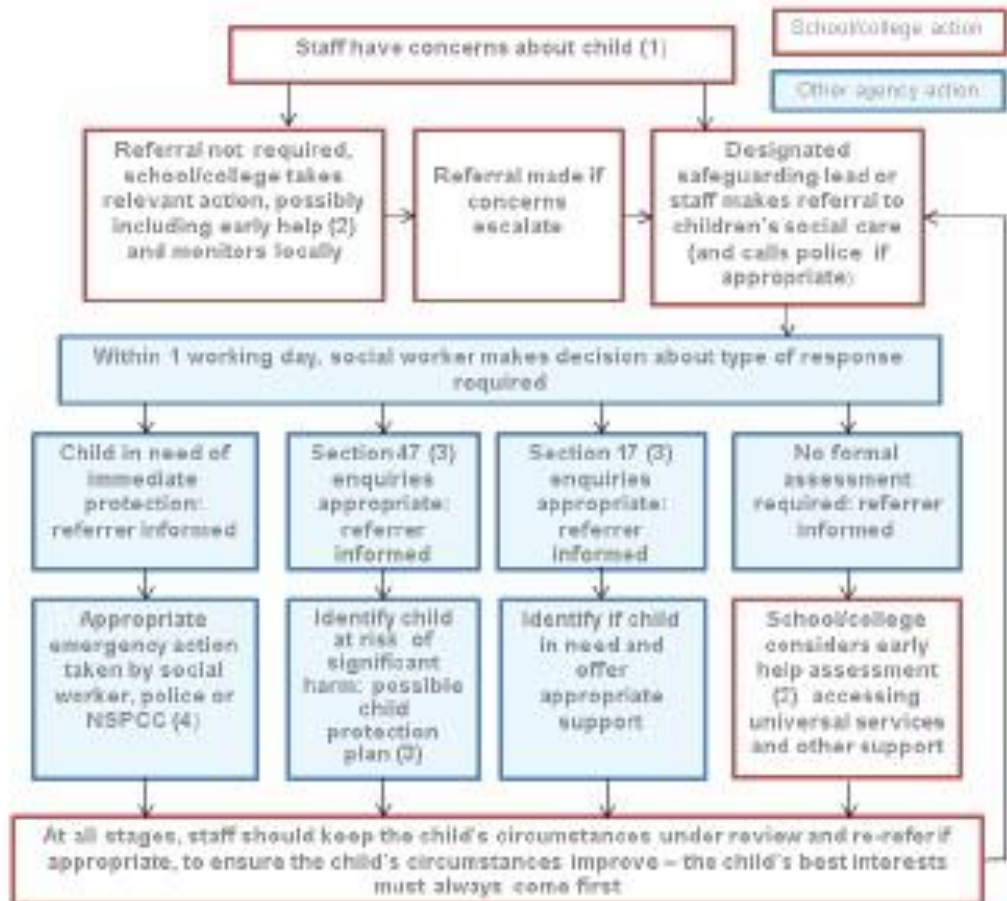 School/college action
Other agency action
Staff have concerns about child (1)
Referral not required,
school/college takes
relevant action, possibly
including early help (2)
and monitors locally
Referral made if
concerns
escalate
Designated
safeguarding lead or
staff makes referral to
children's social care
(and calls police if
appropriate)
Within 1 working day, social worker makes decision about type of response
required
Child in need of
immediate
protection:
referrer informed
Section 47 (3)
enquiries
appropriate:
referrer
informed
Section 17 (3)
enquiries
appropriate:
referrer
informed
No formal
assessment
required: referrer
informed
Appropriate
emergency action
taken by social
worker, police or
NSPCC (4)
Identify child
at risk of
significant
harm: possible
child
protection
plan (3)
Identify if child
in need and
offer
appropriate
support
School/college
considers early
help assessment
(2) accessing
universal services
and other support
At all stages, staff should keep the child's circumstances under review and re-refer if
appropriate, to ensure the child's circumstances improve – the child's best interests
must always come first